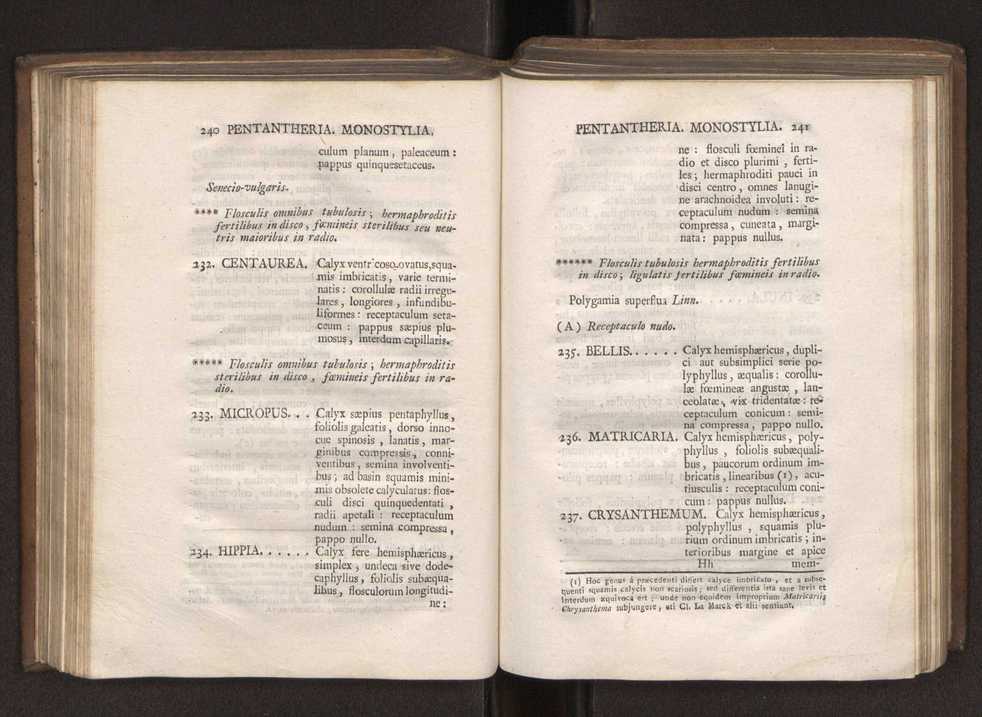 240 PENTANTHERIA. MONOSTYLIA.
culum planum, paleaceum:
pappus quinquesetaceus.
Senecio-vulgaris.
**** Flosculis omnibus tubulosis; hermaphroditis
fertilibus in disco, fœmineis sterilibus seu neu-
tris maioribus in radio.
232. CENTAUREA. Calyx ventricoso-ovatus, squa-
mis imbricatis, varie termi-
natis: corollulæ radii irregu-
lares, longiores, infundibu-
liformes: receptaculum seta-
ceum: pappus sæpius plu-
mosus, interdum capillaris.
***** Flosculis omnibus tubulosis; hermaphroditis
sterilibus in disco, fœmineis fertilibus in ra-
dio.
233. MICROPUS... Calyx sæpius pentaphyllus,
foliolis galeatis, dorso inno-
cue spinosis, lanatis, mar-
ginibus compressis, conni-
ventibus, semina involventi-
bus; ad basin squamis mini-
mis obsolete calyculatus: flos-
culi disci quinquedentati,
radii apetali: receptaculum
nudum: semina compressa,
pappo nullo.
234. HIPPIA...... Calyx fere hemisphæricus,
simplex, undeca sive dode-
caphyllus, foliolis subæqua-
libus, flosculorum longitudi-
ne:
PENTANTHERIA. MONOSTYLIA. 241
ne: flosculi fœminei in ra-
dio et disco plurimi, ferti-
les; hermaphroditi pauci in
disci centro, omnes lanugi-
ne arachnoidea involuti: re-
ceptaculum nudum: semina
compressa, cuneata, margi-
nata: pappus nullus.
****** Flosculis tubulosis hermaphroditis fertilibus
in disco; ligulatis fertilibus fœmineis in radio.
Polygamia superflua Linn.
(A) Receptaculo nudo.
235. BELLIS...... Calyx hemisphæricus, dupli-
ci aut subsimplici serie po-
lyphyllus, æqualis: corollu-
læ fœmineæ angustæ, lan-
ceolatæ, vix tridentatæ: re-
ceptaculum conicum: semi-
na compressa, pappo nullo.
236. MATRICARIA. Calyx hemisphæricus, poly-
phyllus, foliolis subæquali-
bus, paucorum ordinum im-
bricatis, linearibus (1), acu-
tiusculis: receptaculum coni-
cum: pappus nullus.
237. CRYSANTHEMUM. Calyx hemisphæricus,
polyphyllus, squamis plu-
rium ordinum imbricatis; in-
terioribus margine et apice
Hh mem-
(1) Hoc genus á præcedenti differt calyce imbricato, et a subse-
quenti squamis calycis non scariosis; sed differentia ista sane levis et
interdum æquivoca est; unde non equidem improprium Matricariis
Chrysanthema subjungere, uti Cl. La Marck et alii sentiunt.